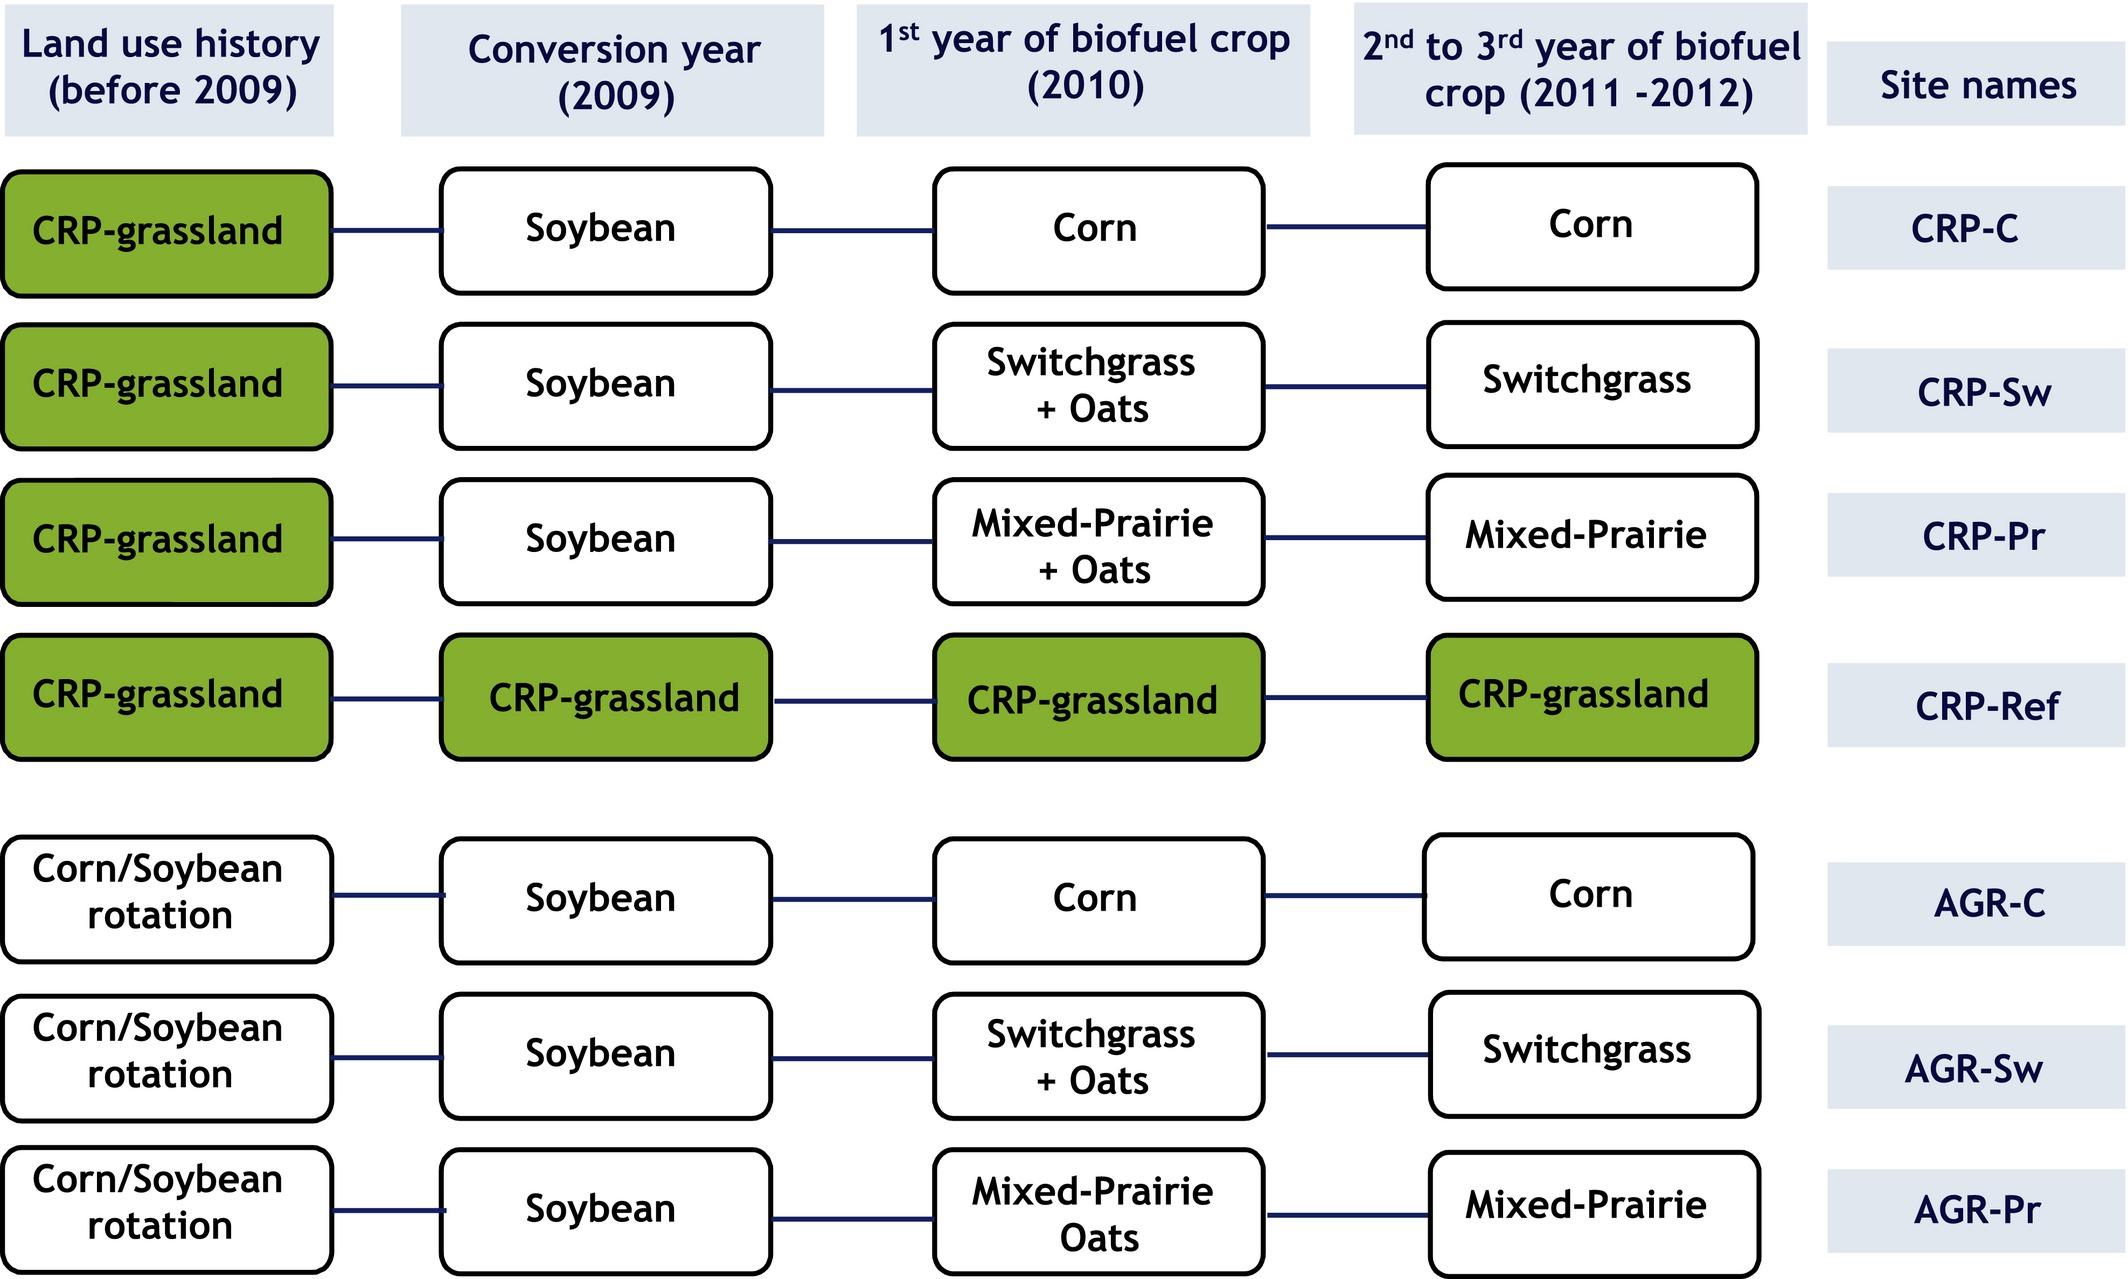 Land use history
(before 2009)
Conversion year
(2009)
1st year of biofuel crop
(2010)
2nd to 3rd year of biofuel
crop (2011 -2012)
Site names
CRP-grassland
Soybean
Corn
Corn
CRP-C
CRP-grassland
Soybean
Switchgrass
+ Oats
Switchgrass
CRP-Sw
CRP-grassland
Soybean
Mixed-Prairie
+ Oats
Mixed-Prairie
CRP-Pr
CRP-grassland
CRP-grassland
CRP-grassland
CRP-grassland
CRP-Ref
Corn/Soybean
rotation
Soybean
Corn
Corn
AGR-C
Corn/Soybean
rotation
Soybean
Switchgrass
+ Oats
Switchgrass
AGR-Sw
Corn/Soybean
rotation
Soybean
Mixed-Prairie
Oats
Mixed-Prairie
AGR-Pr